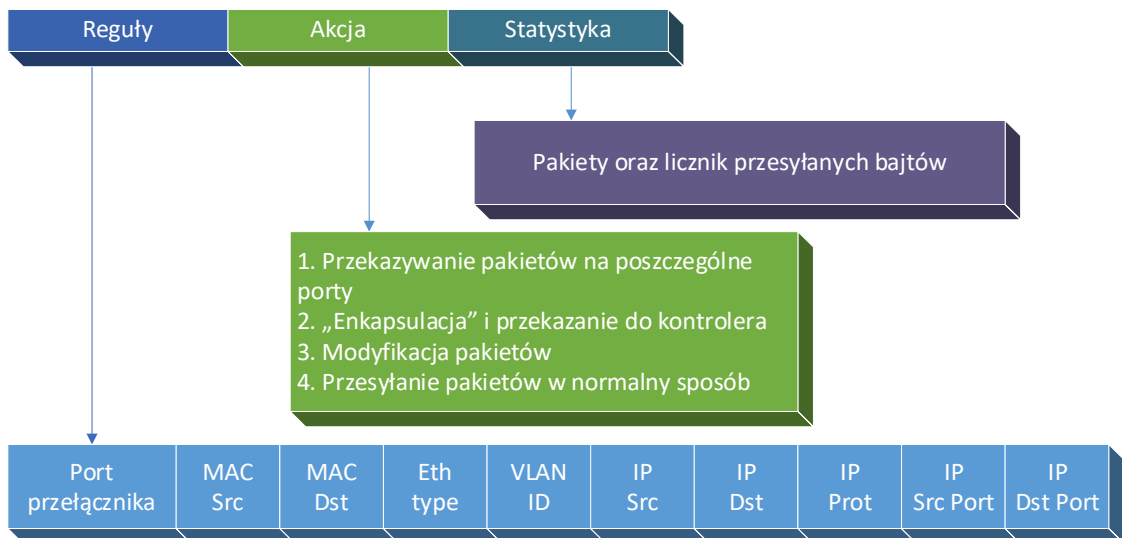 Reguły
Akcja
Statystyka
Pakiety oraz licznik przesyłanych bajtów
1. Przekazywanie pakietów na poszczególne
porty
2. „Enkapsulacja” i przekazanie do kontrolera
3. Modyfikacja pakietów
4. Przesyłanie pakietów w normalny sposób
Port
przełącznika
MAC
Src
MAC
Dst
Eth
type
VLAN
ID
IP
Src
IP
Dst
IP
Prot
IP
Src Port
IP
Dst Port